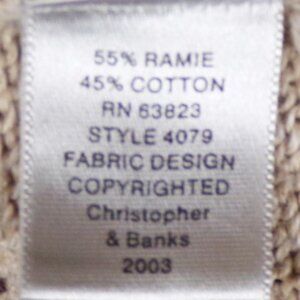 55% RAMIE
45% COTTON
RN 63823
STYLE 4079
FABRIC DESIGN
COPYRIGHTED
Christopher
& Banks
2003